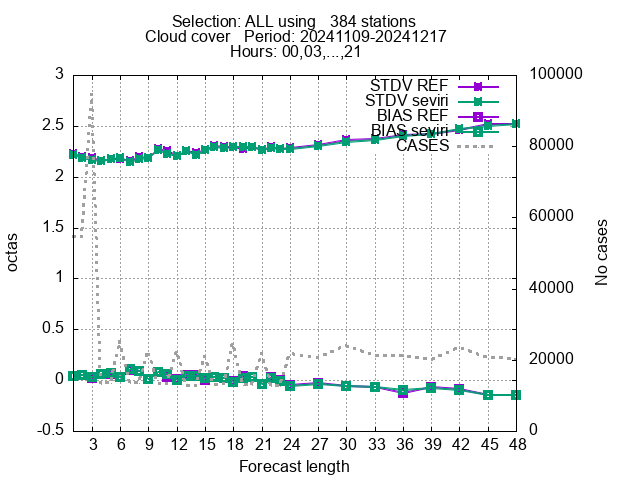 Selection: ALL using   384 stations
Cloud cover   Period: 20241109-20241217
Hours: 00,03,...,21
STDV REF
STDV seviri
BIAS REF
BIAS seviri
CASES
3
2.5
2
1.5
1
0.5
0
-0.5
octas
100000
80000
60000
40000
20000
0
No cases
3 6 9 12 15 18 21 24 27 30 33 36 39 42 45 48
Forecast length